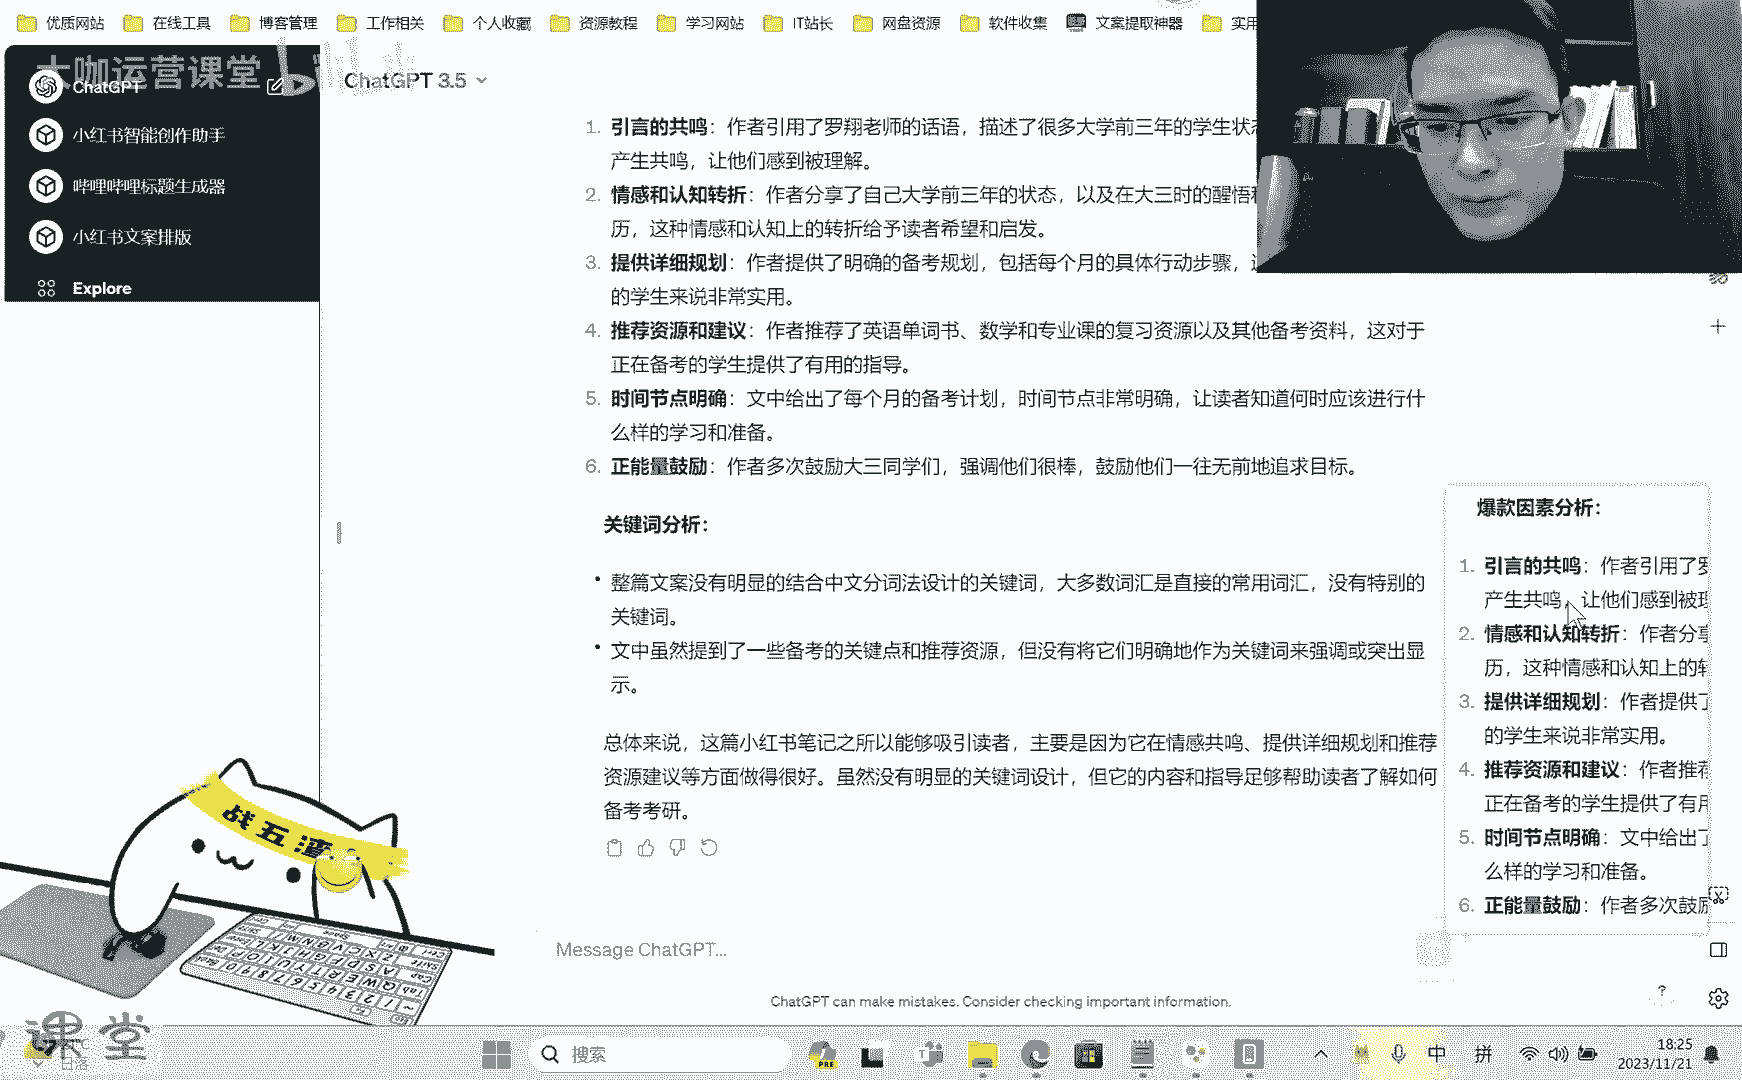 优质网站 在线工具 博客管理 工作相关 个人收藏 资源教程 学习网站 IT站长 网盘资源 软件收集 文案提取神器 实用
大咖运营课堂 bilibili
ChatGPT
小红书智能创作助手
哔哩哔哩标题生成器
小红书文案排版
Explore
ChatGPT 3.5
1. 引言的共鸣：作者引用了罗翔老师的话语，描述了很多大学前三年的学生状态
产生共鸣，让他们感到被理解。
2. 情感和认知转折：作者分享了自己大学前三年的状态，以及在大三时的醒悟和
历，这种情感和认知上的转折给予读者希望和启发。
3. 提供详细规划：作者提供了明确的备考规划，包括每个月的具体行动步骤，
的学生来说非常实用。
4. 推荐资源和建议：作者推荐了英语单词书、数学和专业课的复习资源以及其他备考资料，这对于
正在备考的学生提供了有用的指导。
5. 时间节点明确：文中给出了每个月的备考计划，时间节点非常明确，让读者知道何时应该进行什
么样的学习和准备。
6. 正能量鼓励：作者多次鼓励大三同学们，强调他们很棒，鼓励他们一往无前地追求目标。
关键词分析：
• 整篇文案没有明显的结合中文分词法设计的关键词，大多数词汇是直接的常用词汇，没有特别的
关键词。
• 文中虽然提到了一些备考的关键点和推荐资源，但没有将它们明确地作为关键词来强调或突出显
示。
总体来说，这篇小红书笔记之所以能够吸引读者，主要是因为它在情感共鸣、提供详细规划和推荐
资源建议等方面做得很好。虽然没有明显的关键词设计，但它的内容和指导足够帮助读者了解如何
备考考研。
爆款因素分析：
1. 引言的共鸣：作者引用了罗
产生共鸣，让他们感到被理
2. 情感和认知转折：作者分享
历，这种情感和认知上的转
3. 提供详细规划：作者提供了
的学生来说非常实用。
4. 推荐资源和建议：作者推荐
正在备考的学生提供了有用
5. 时间节点明确：文中给出了
么样的学习和准备。
6. 正能量鼓励：作者多次鼓励
战五渣
Message ChatGPT...
ChatGPT can make mistakes. Consider checking important information.
课堂
日落
搜索
PRE
中 拼
18:25
2023/11/21